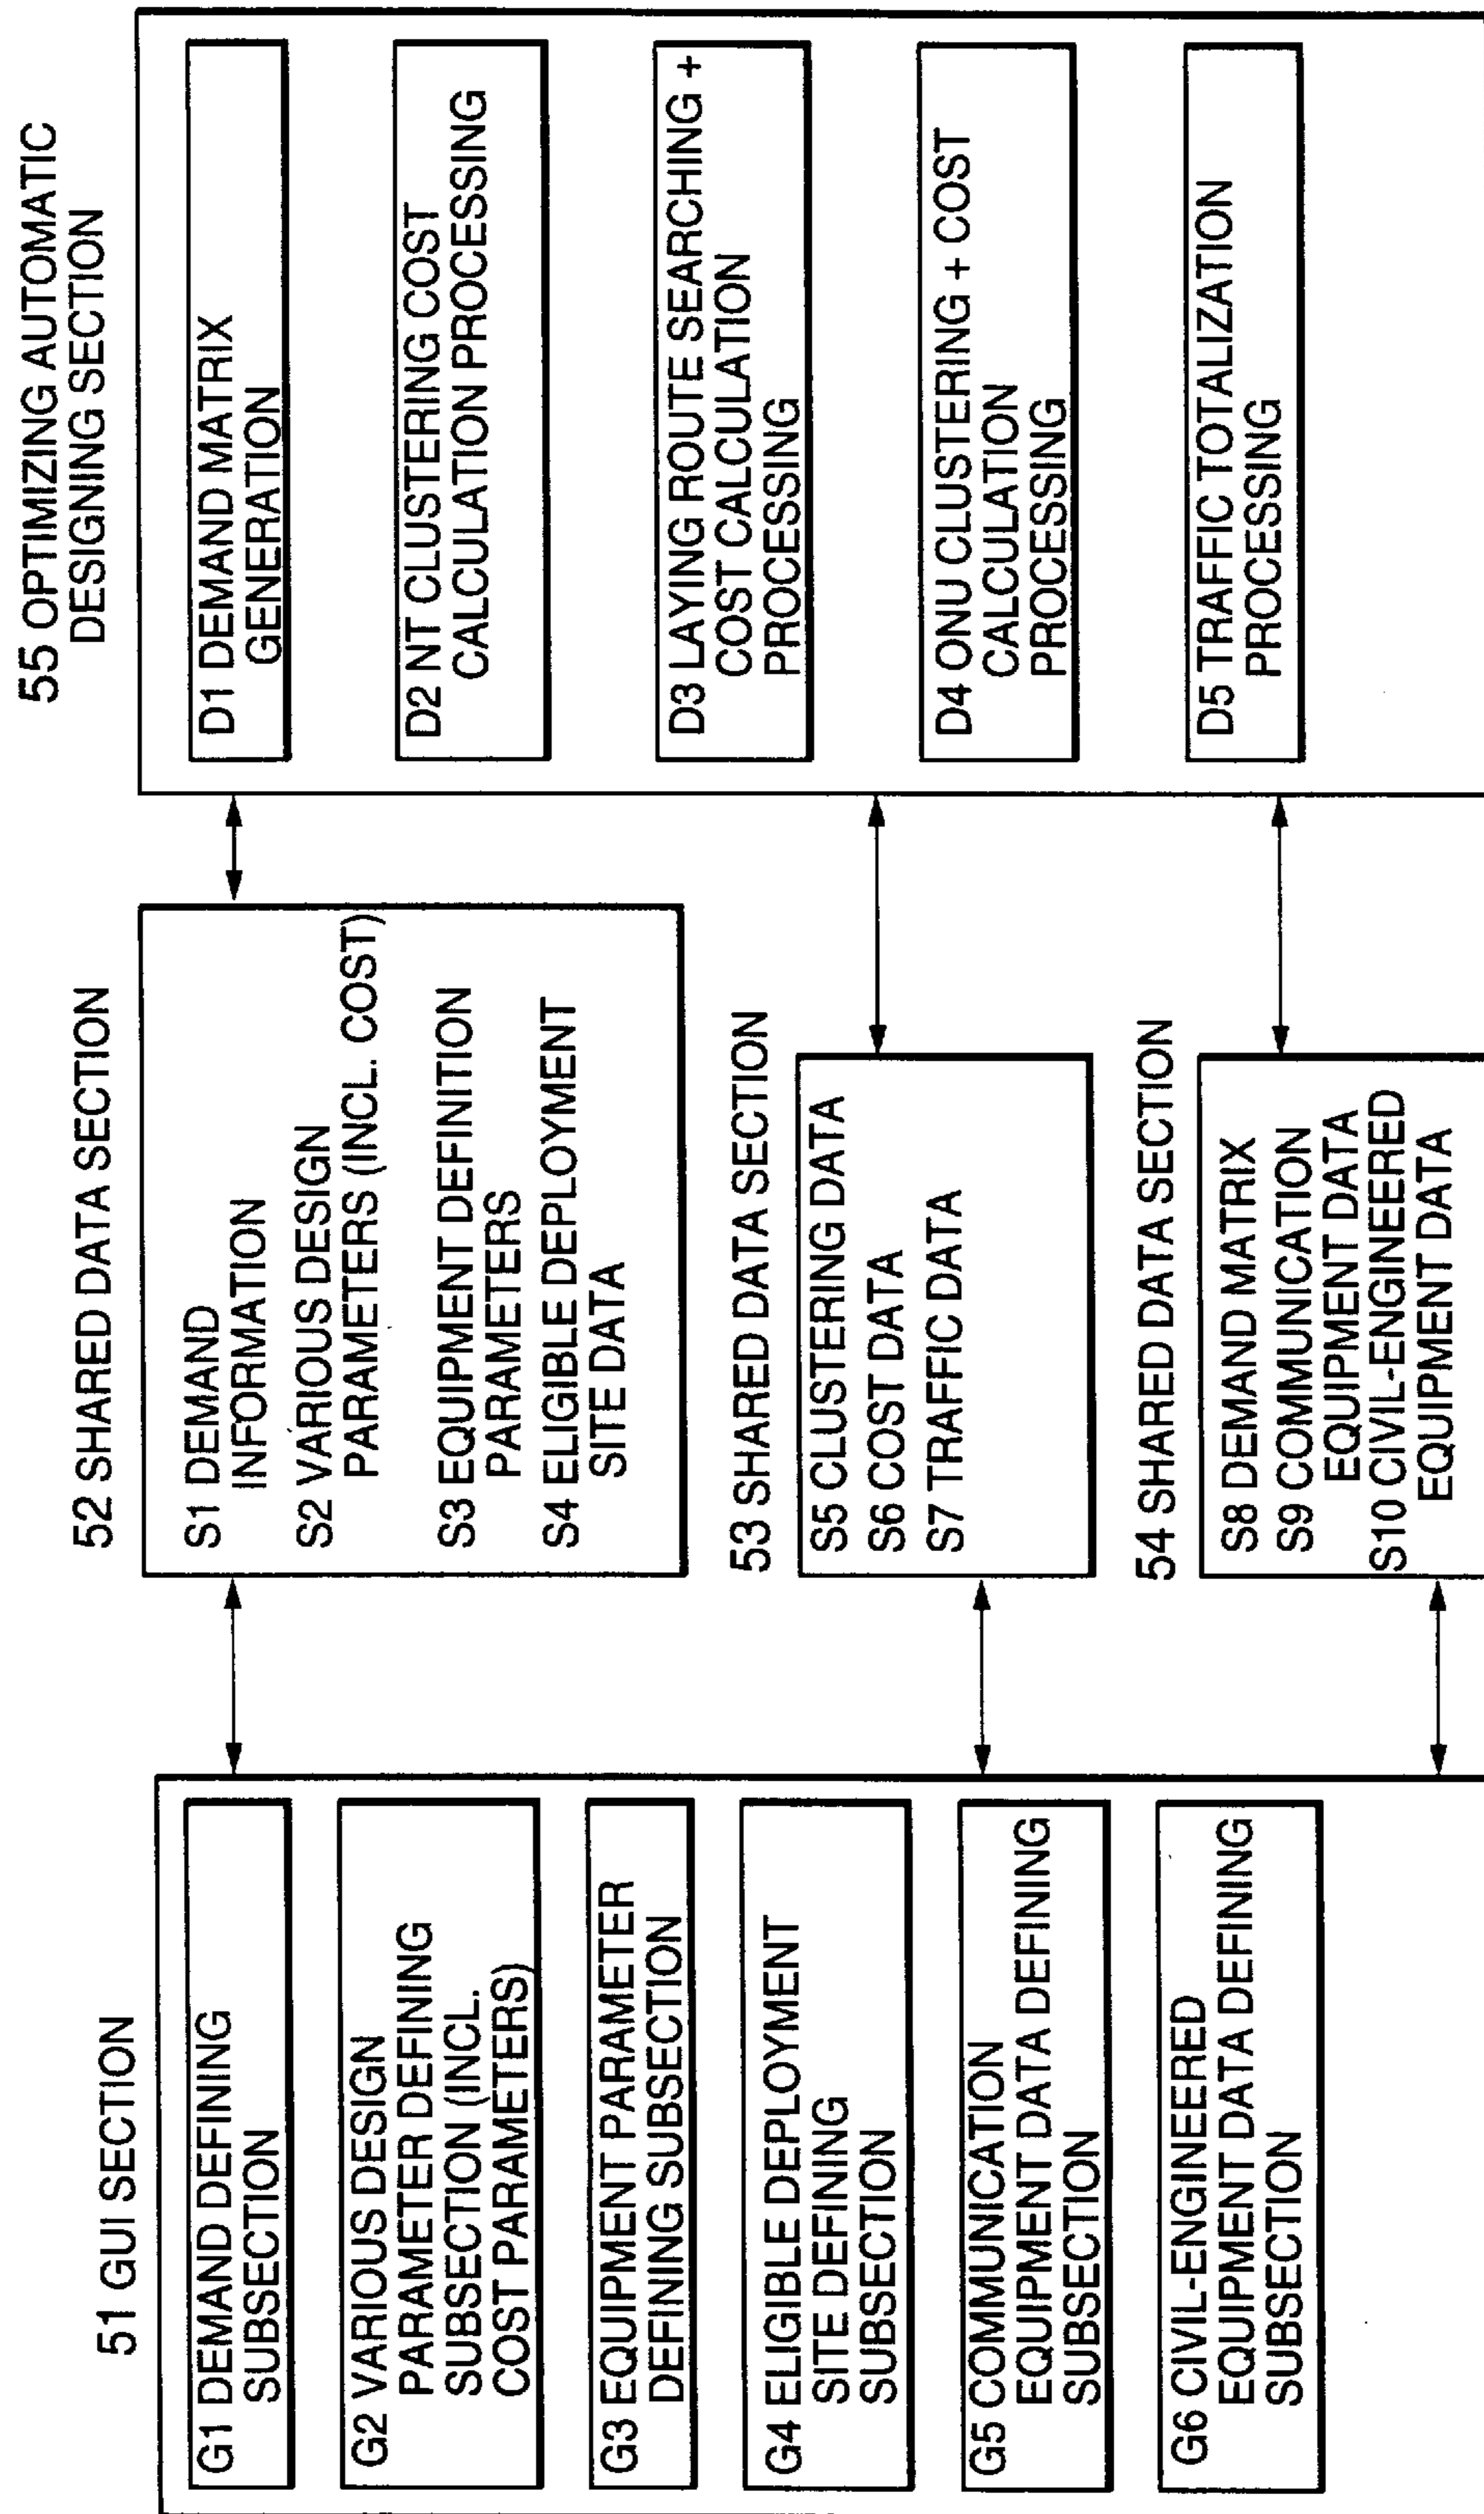 51 GUI SECTION
G1 DEMAND DEFINING
SUBSECTION
G2 VARIOUS DESIGN
PARAMETER DEFINING
SUBSECTION (INCL.
COST PARAMETERS)
G3 EQUIPMENT PARAMETER
DEFINING SUBSECTION
G4 ELIGIBLE DEPLOYMENT
SITE DEFINING
SUBSECTION
G5 COMMUNICATION
EQUIPMENT DATA DEFINING
SUBSECTION
G6 CIVIL-ENGINEERED
EQUIPMENT DATA DEFINING
SUBSECTION
52 SHARED DATA SECTION
S1 DEMAND
INFORMATION
S2 VARIOUS DESIGN
PARAMETERS (INCL. COST)
S3 EQUIPMENT DEFINITION
PARAMETERS
S4 ELIGIBLE DEPLOYMENT
SITE DATA
53 SHARED DATA SECTION
S5 CLUSTERING DATA
S6 COST DATA
S7 TRAFFIC DATA
54 SHARED DATA SECTION
S8 DEMAND MATRIX
S9 COMMUNICATION
EQUIPMENT DATA
S10 CIVIL-ENGINEERED
EQUIPMENT DATA
55 OPTIMIZING AUTOMATIC
DESIGNING SECTION
D1 DEMAND MATRIX
GENERATION
D2 NT CLUSTERING COST
CALCULATION PROCESSING
D3 LAYING ROUTE SEARCHING +
COST CALCULATION
PROCESSING
D4 ONU CLUSTERING + COST
CALCULATION
PROCESSING
D5 TRAFFIC TOTALIZATION
PROCESSING